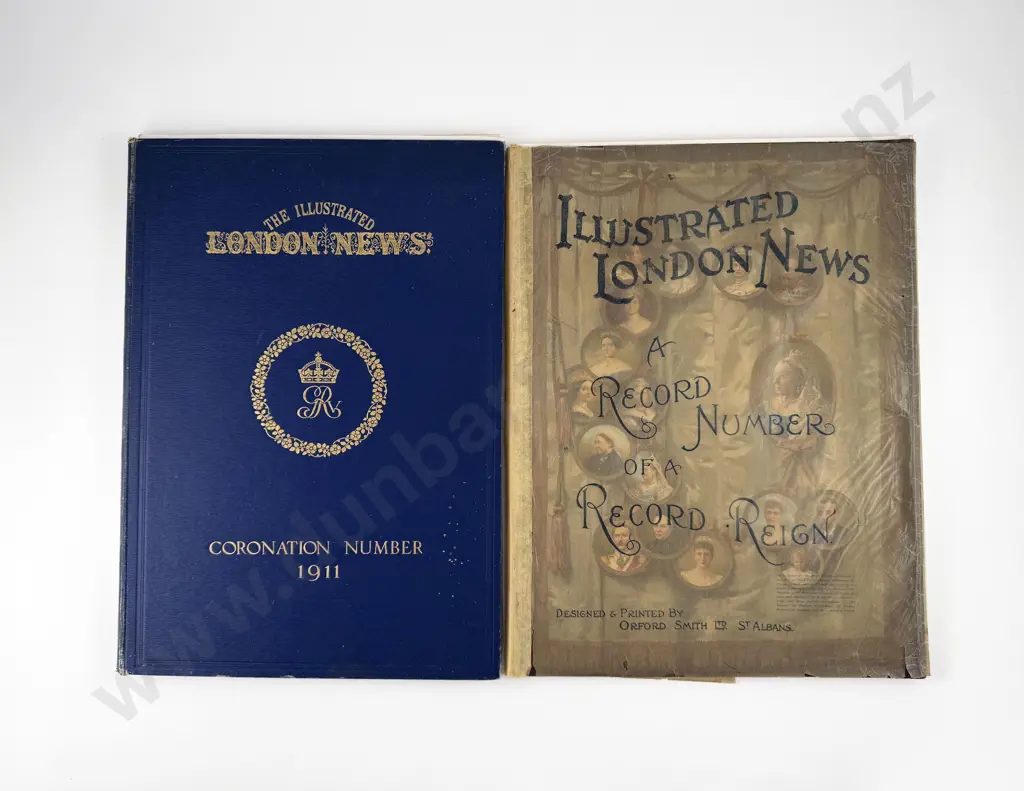 THE ILLUSTRATED
LONDON NEWS.
GR
CORONATION NUMBER
1911
ILLUSTRATED
LONDON NEWS
A
RECORD
NUMBER
OF A
RECORD REIGN.
DESIGNED & PRINTED BY
ORFORD SMITH LTD. ST ALBANS.